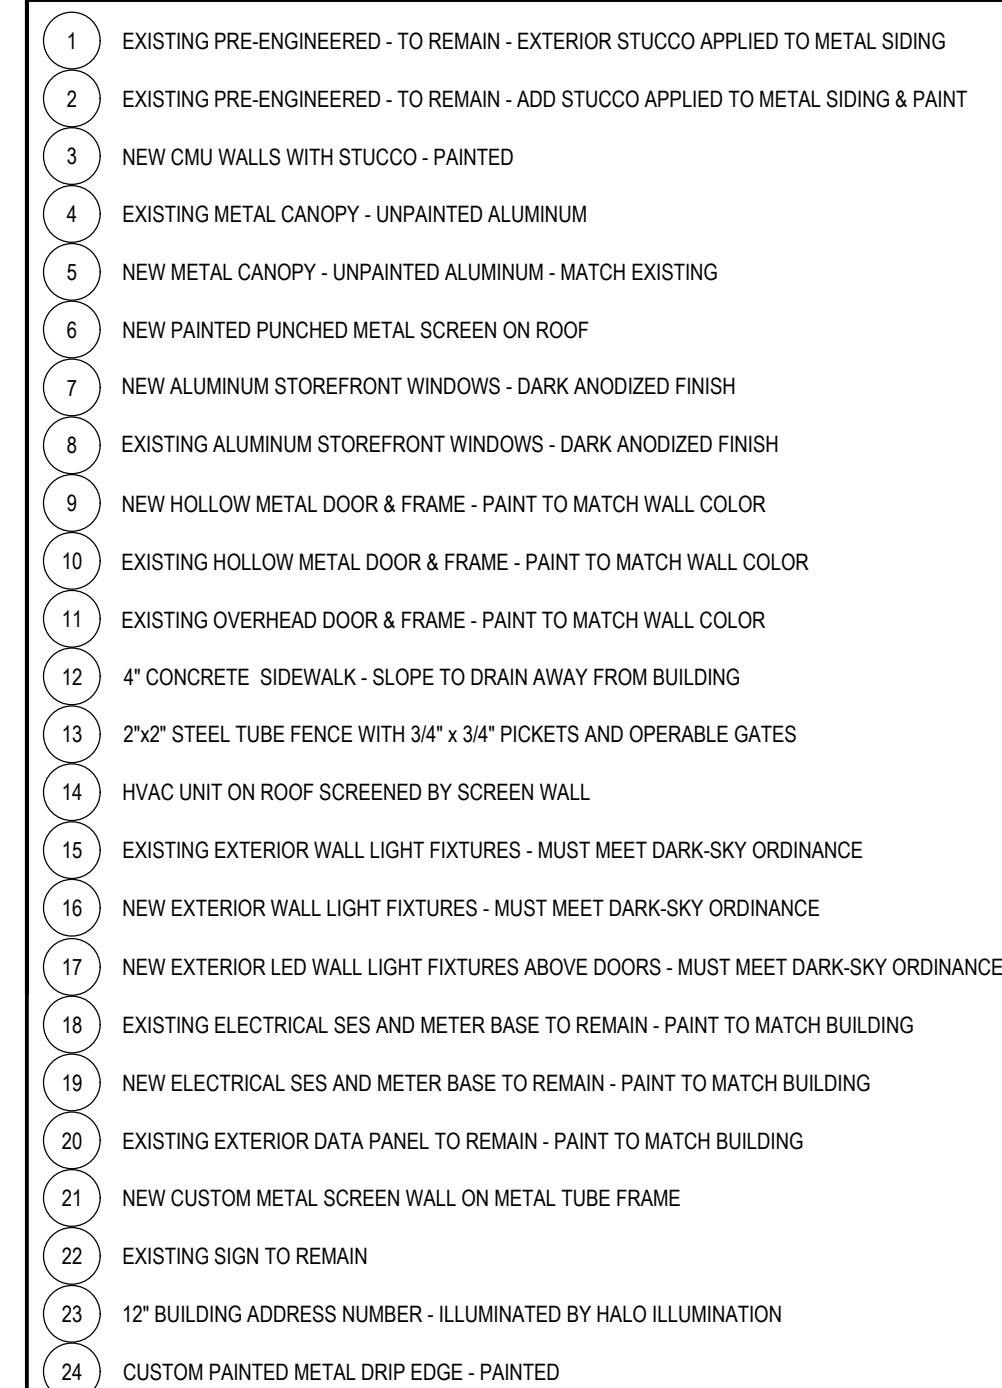 1 EXISTING PRE-ENGINEERED - TO REMAIN - EXTERIOR STUCCO APPLIED TO METAL SIDING
2 EXISTING PRE-ENGINEERED - TO REMAIN - ADD STUCCO APPLIED TO METAL SIDING & PAINT
3 NEW CMU WALLS WITH STUCCO - PAINTED
4 EXISTING METAL CANOPY - UNPAINTED ALUMINUM
5 NEW METAL CANOPY - UNPAINTED ALUMINUM - MATCH EXISTING
6 NEW PAINTED PUNCHED METAL SCREEN ON ROOF
7 NEW ALUMINUM STOREFRONT WINDOWS - DARK ANODIZED FINISH
8 EXISTING ALUMINUM STOREFRONT WINDOWS - DARK ANODIZED FINISH
9 NEW HOLLOW METAL DOOR & FRAME - PAINT TO MATCH WALL COLOR
10 EXISTING HOLLOW METAL DOOR & FRAME - PAINT TO MATCH WALL COLOR
11 EXISTING OVERHEAD DOOR & FRAME - PAINT TO MATCH WALL COLOR
12 4" CONCRETE SIDEWALK - SLOPE TO DRAIN AWAY FROM BUILDING
13 2"x2" STEEL TUBE FENCE WITH 3/4" x 3/4" PICKETS AND OPERABLE GATES
14 HVAC UNIT ON ROOF SCREENED BY SCREEN WALL
15 EXISTING EXTERIOR WALL LIGHT FIXTURES - MUST MEET DARK-SKY ORDINANCE
16 NEW EXTERIOR WALL LIGHT FIXTURES - MUST MEET DARK-SKY ORDINANCE
17 NEW EXTERIOR LED WALL LIGHT FIXTURES ABOVE DOORS - MUST MEET DARK-SKY ORDINANCE
18 EXISTING ELECTRICAL SES AND METER BASE TO REMAIN - PAINT TO MATCH BUILDING
19 NEW ELECTRICAL SES AND METER BASE TO REMAIN - PAINT TO MATCH BUILDING
20 EXISTING EXTERIOR DATA PANEL TO REMAIN - PAINT TO MATCH BUILDING
21 NEW CUSTOM METAL SCREEN WALL ON METAL TUBE FRAME
22 EXISTING SIGN TO REMAIN
23 12" BUILDING ADDRESS NUMBER - ILLUMINATED BY HALO ILLUMINATION
24 CUSTOM PAINTED METAL DRIP EDGE - PAINTED